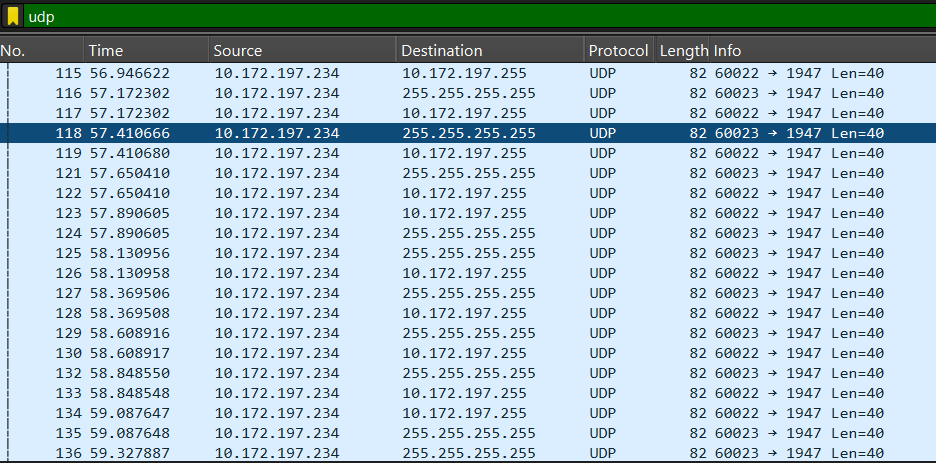 udp
No. Time Source Destination Protocol Length Info
115 56.946622 10.172.197.234 10.172.197.255 UDP 82 60022 → 1947 Len=40
116 57.172302 10.172.197.234 255.255.255.255 UDP 82 60023 → 1947 Len=40
117 57.172302 10.172.197.234 10.172.197.255 UDP 82 60022 → 1947 Len=40
118 57.410666 10.172.197.234 255.255.255.255 UDP 82 60023 → 1947 Len=40
119 57.410680 10.172.197.234 10.172.197.255 UDP 82 60022 → 1947 Len=40
121 57.650410 10.172.197.234 255.255.255.255 UDP 82 60023 → 1947 Len=40
122 57.650410 10.172.197.234 10.172.197.255 UDP 82 60022 → 1947 Len=40
123 57.890605 10.172.197.234 10.172.197.255 UDP 82 60022 → 1947 Len=40
124 57.890605 10.172.197.234 255.255.255.255 UDP 82 60023 → 1947 Len=40
125 58.130956 10.172.197.234 255.255.255.255 UDP 82 60023 → 1947 Len=40
126 58.130958 10.172.197.234 10.172.197.255 UDP 82 60022 → 1947 Len=40
127 58.369506 10.172.197.234 255.255.255.255 UDP 82 60023 → 1947 Len=40
128 58.369508 10.172.197.234 10.172.197.255 UDP 82 60022 → 1947 Len=40
129 58.608916 10.172.197.234 255.255.255.255 UDP 82 60023 → 1947 Len=40
130 58.608917 10.172.197.234 10.172.197.255 UDP 82 60022 → 1947 Len=40
132 58.848550 10.172.197.234 255.255.255.255 UDP 82 60023 → 1947 Len=40
133 58.848548 10.172.197.234 10.172.197.255 UDP 82 60022 → 1947 Len=40
134 59.087647 10.172.197.234 10.172.197.255 UDP 82 60022 → 1947 Len=40
135 59.087648 10.172.197.234 255.255.255.255 UDP 82 60023 → 1947 Len=40
136 59.327887 10.172.197.234 255.255.255.255 UDP 82 60023 → 1947 Len=40